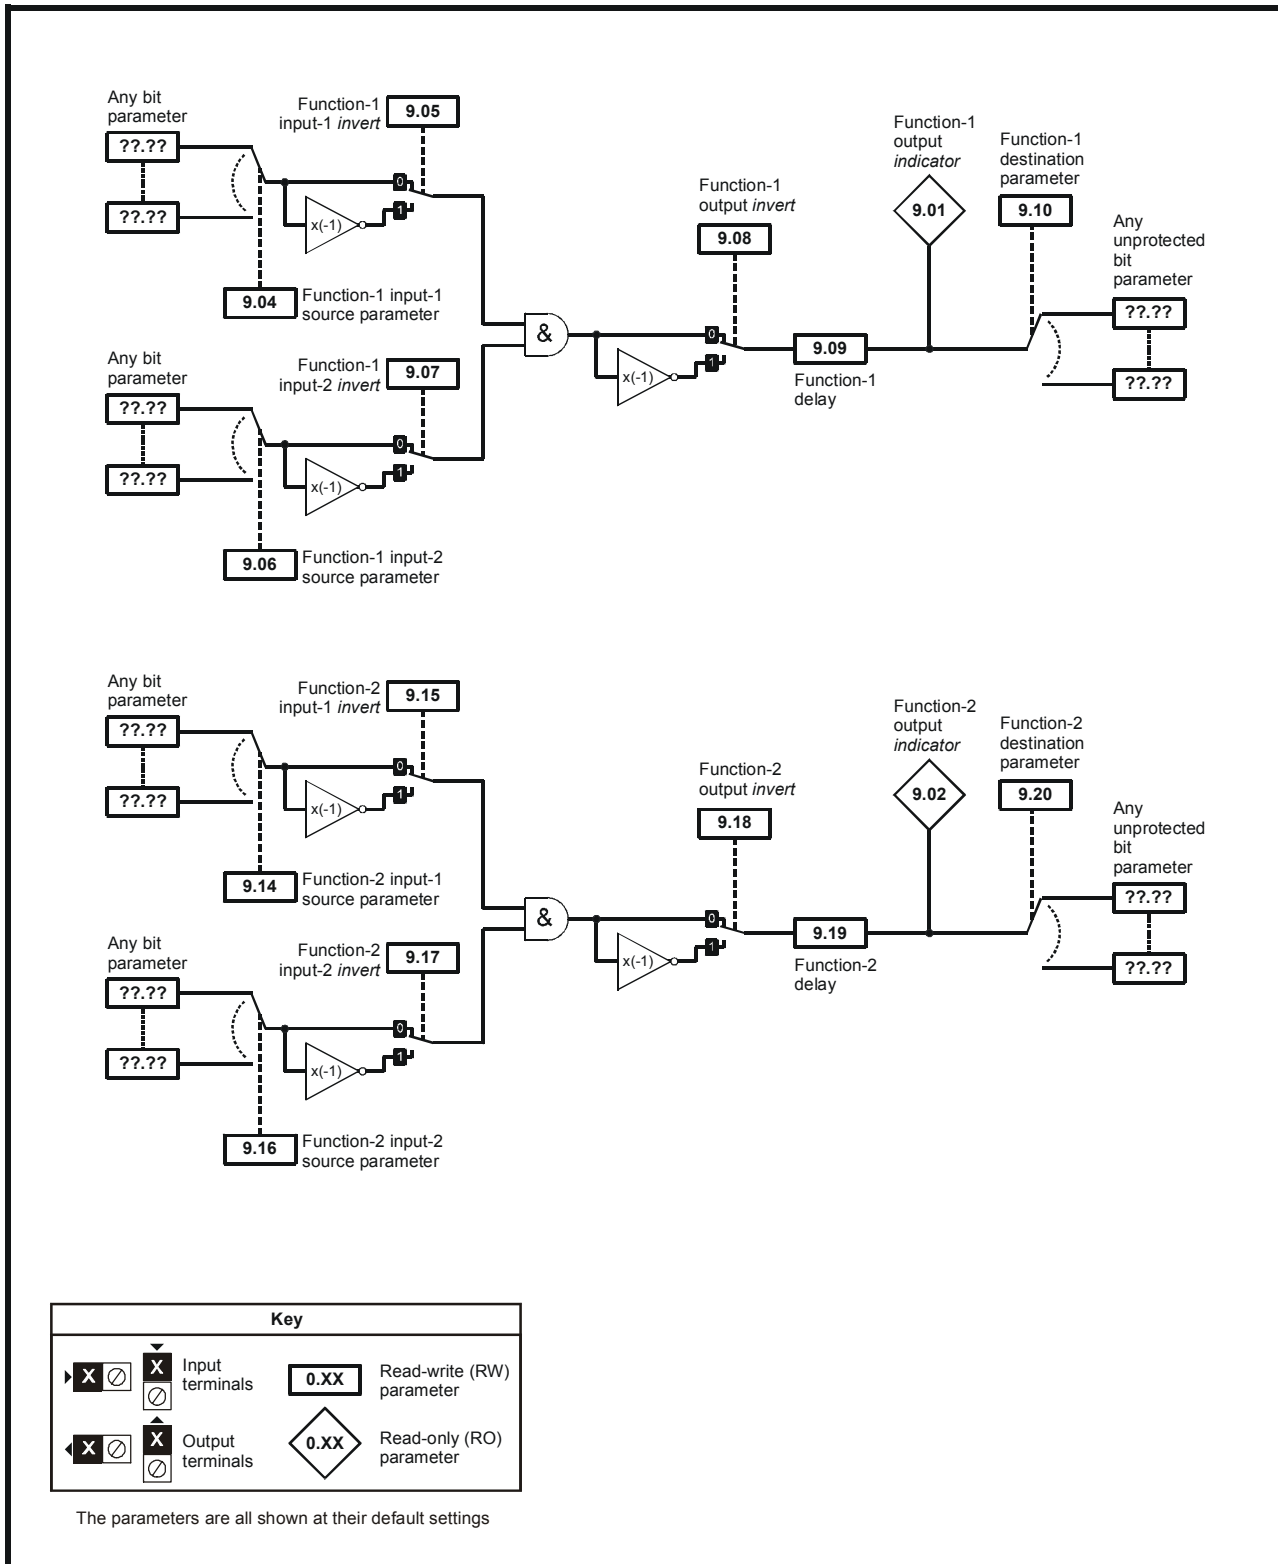 Any bit
parameter
??.??
??.??
Function-1
input-1 invert
9.05
0
1
x(-1)
9.04
Function-1 input-1
source parameter
Any bit
parameter
??.??
??.??
Function-1
input-2 invert
9.07
0
1
x(-1)
9.06
Function-1 input-2
source parameter
&
Function-1
output invert
9.08
0
1
x(-1)
9.09
Function-1
delay
Function-1
output
indicator
9.01
Function-1
destination
parameter
9.10
Any
unprotected
bit
parameter
??.??
??.??
Any bit
parameter
??.??
??.??
Function-2
input-1 invert
9.15
0
1
x(-1)
9.14
Function-2 input-1
source parameter
Any bit
parameter
??.??
??.??
Function-2
input-2 invert
9.17
0
1
x(-1)
9.16
Function-2 input-2
source parameter
&
Function-2
output invert
9.18
0
1
x(-1)
9.19
Function-2
delay
Function-2
output
indicator
9.02
Function-2
destination
parameter
9.20
Any
unprotected
bit
parameter
??.??
??.??
Key
X
X
Input
terminals
0.XX
Read-write (RW)
parameter
X
X
Output
terminals
0.XX
Read-only (RO)
parameter
The parameters are all shown at their default settings